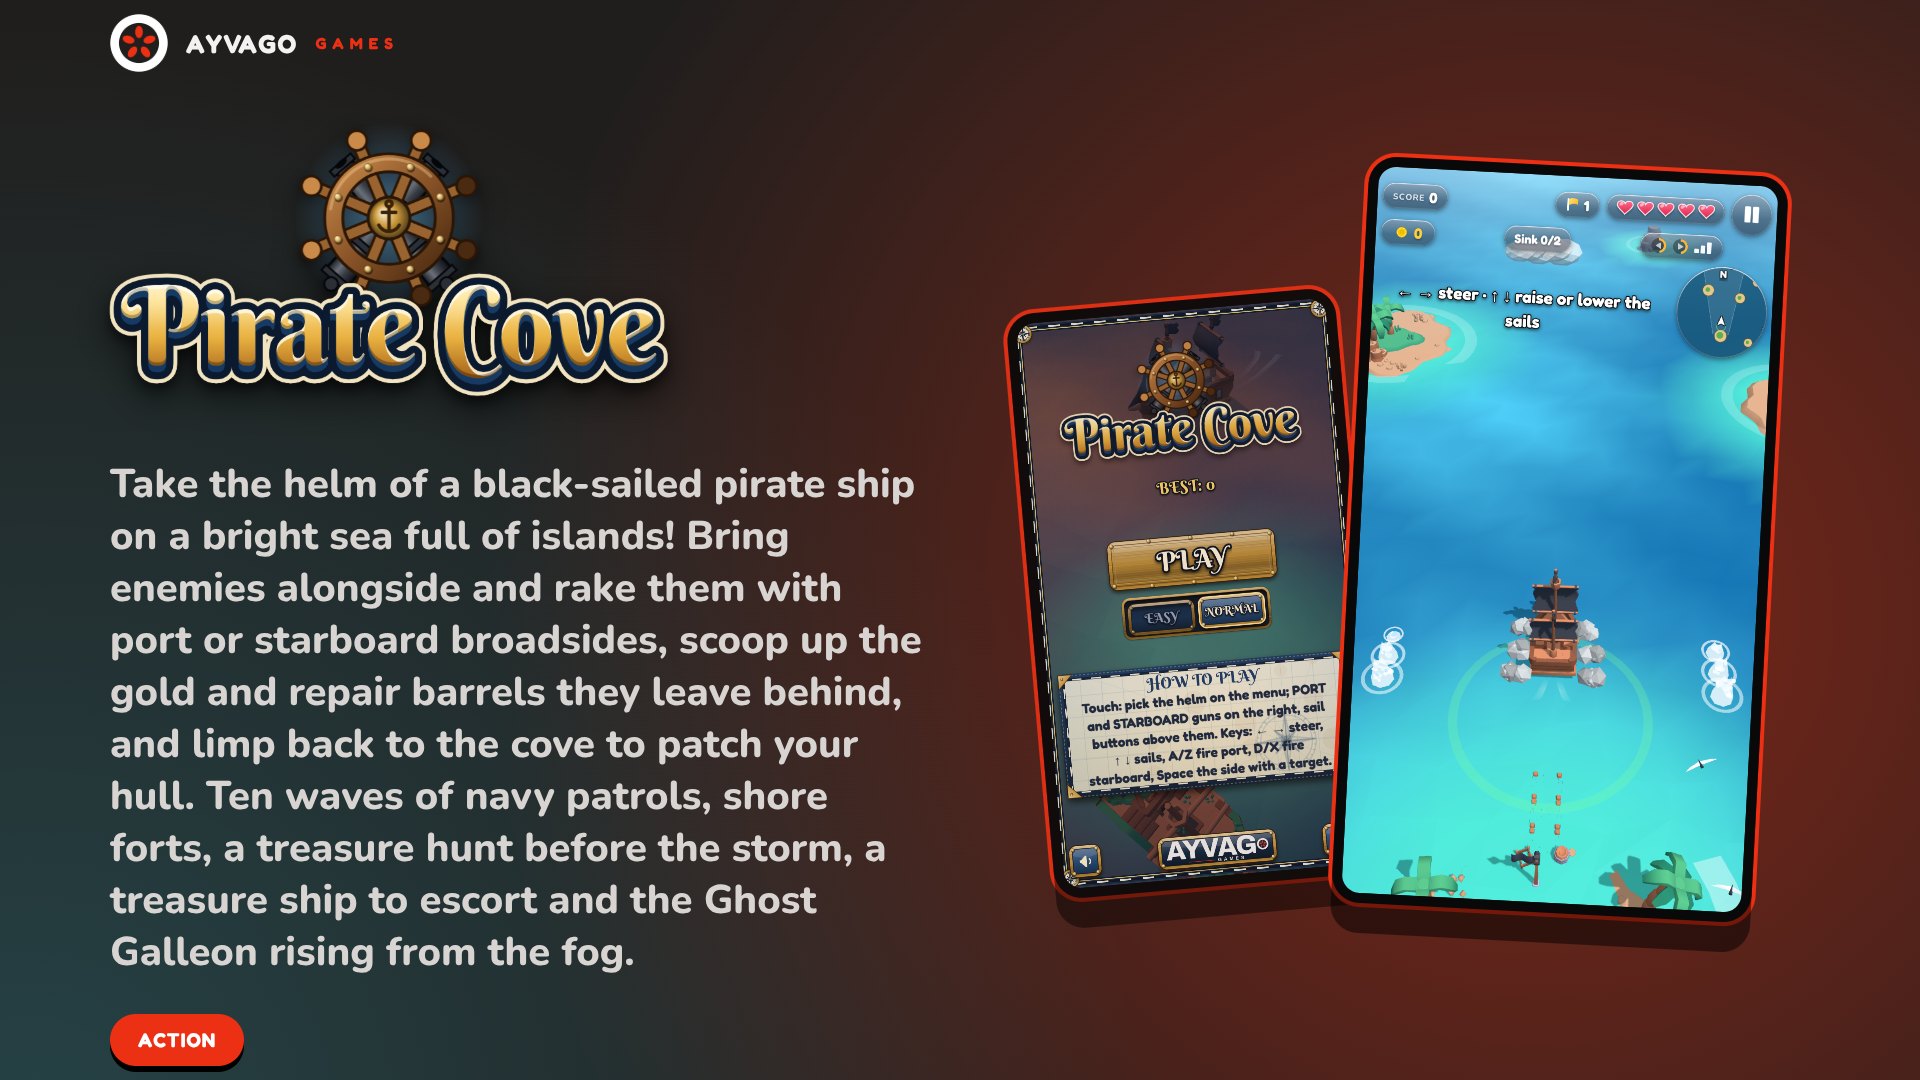 AYVAGO GAMES
Pirate Cove
Take the helm of a black-sailed pirate ship
on a bright sea full of islands! Bring
enemies alongside and rake them with
port or starboard broadsides, scoop up the
gold and repair barrels they leave behind,
and limp back to the cove to patch your
hull. Ten waves of navy patrols, shore
forts, a treasure hunt before the storm, a
treasure ship to escort and the Ghost
Galleon rising from the fog.
ACTION
Pirate Cove
BEST: 0
PLAY
EASY NORMAL
HOW TO PLAY
Touch: pick the helm on the menu; PORT
and STARBOARD guns on the right, sail
buttons above them. Keys: ← → steer,
↑ ↓ sails, A/Z fire port, D/X fire
starboard, Space the side with a target.
AYVAGO
GAMES
SCORE 0
1
0
Sink 0/2
N
← → steer · ↑ ↓ raise or lower the
sails